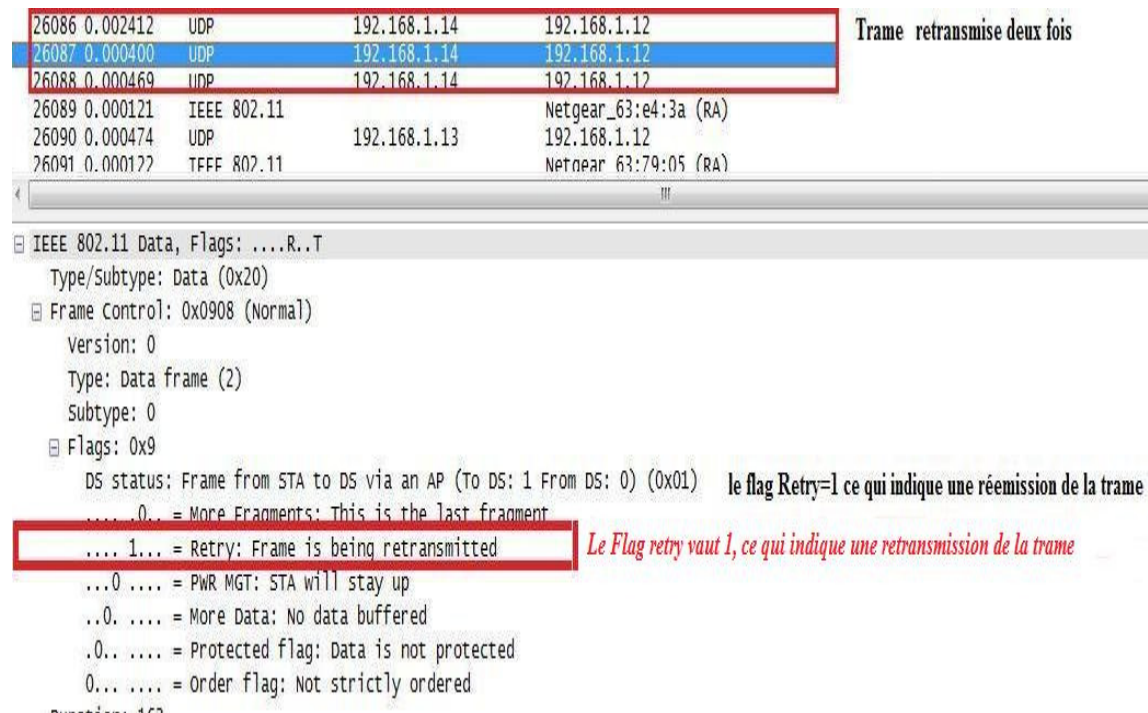 26086 0.002412 UDP 192.168.1.14 192.168.1.12 Trame retransmise deux fois
26087 0.000400 UDP 192.168.1.14 192.168.1.12
26088 0.000469 UDP 192.168.1.14 192.168.1.12
26089 0.000121 IEEE 802.11 Netgear_63:e4:3a (RA)
26090 0.000474 UDP 192.168.1.13 192.168.1.12
26091 0.000122 IEEE 802.11 Netgear_63:79:05 (RA)
IEEE 802.11 Data, Flags: ....R..T
Type/Subtype: Data (0x20)
Frame Control: 0x0908 (Normal)
Version: 0
Type: Data frame (2)
Subtype: 0
Flags: 0x9
DS status: Frame from STA to DS via an AP (To DS: 1 From DS: 0) (0x01) le flag Retry=1 ce qui indique une réemission de la trame
.... .0.. = More Fragments: This is the last fragment
.... 1... = Retry: Frame is being retransmitted Le Flag retry vaut 1, ce qui indique une retransmission de la trame
...0 .... = PWR MGT: STA will stay up
..0. .... = More Data: No data buffered
.0.. .... = Protected flag: Data is not protected
0... .... = Order flag: Not strictly ordered